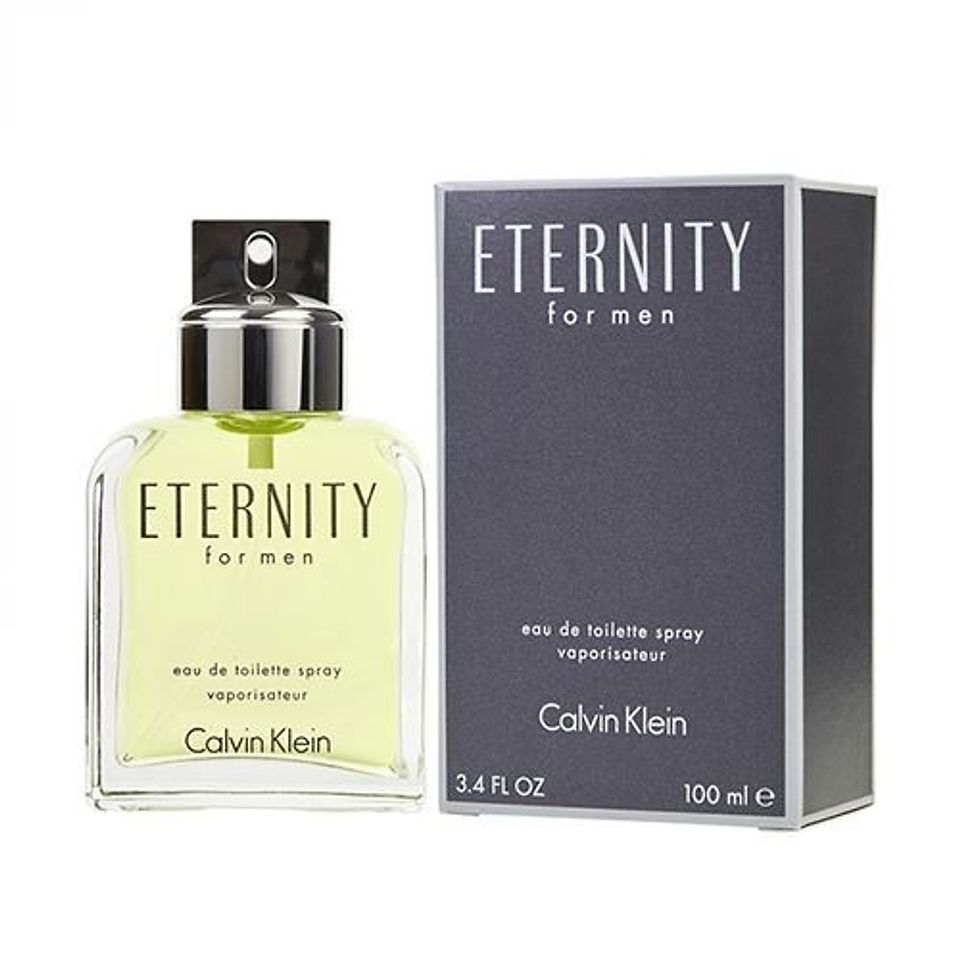 ETERNITY
for men
eau de toilette spray
vaporisateur
Calvin Klein
ETERNITY
for men
eau de toilette spray
vaporisateur
Calvin Klein
3.4 FL OZ
100 ml ℮